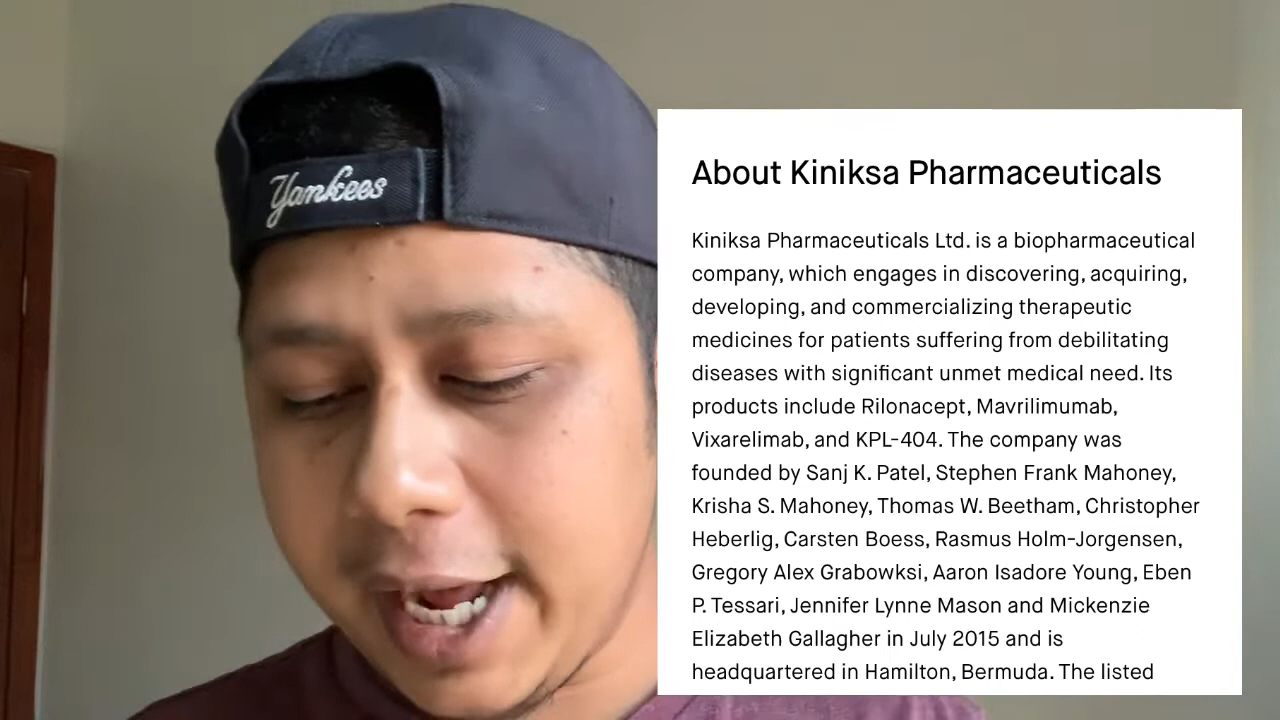 Yankees
About Kiniksa Pharmaceuticals
Kiniksa Pharmaceuticals Ltd. is a biopharmaceutical
company, which engages in discovering, acquiring,
developing, and commercializing therapeutic
medicines for patients suffering from debilitating
diseases with significant unmet medical need. Its
products include Rilonacept, Mavrilimumab,
Vixarelimab, and KPL-404. The company was
founded by Sanj K. Patel, Stephen Frank Mahoney,
Krisha S. Mahoney, Thomas W. Beetham, Christopher
Heberlig, Carsten Boess, Rasmus Holm-Jorgensen,
Gregory Alex Grabowksi, Aaron Isadore Young, Eben
P. Tessari, Jennifer Lynne Mason and Mickenzie
Elizabeth Gallagher in July 2015 and is
headquartered in Hamilton, Bermuda. The listed